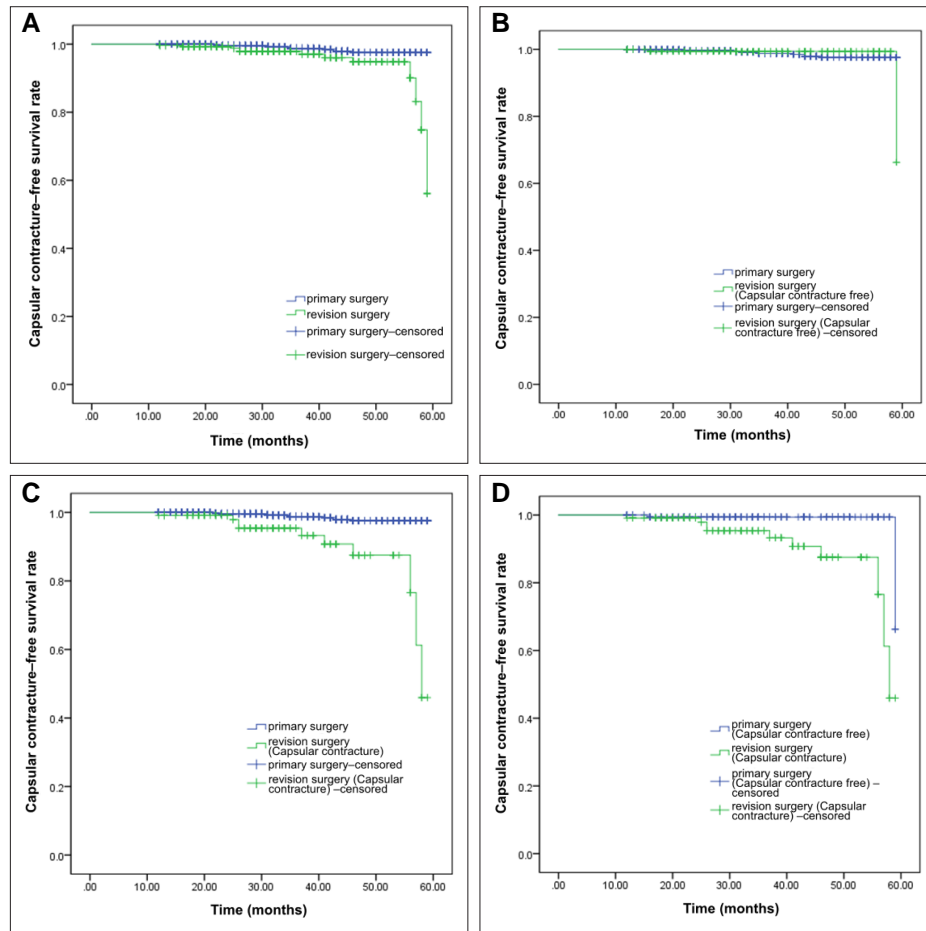 A
Capsular contracture–free survival rate
1.0
0.8
0.6
0.4
0.2
0.0
primary surgery
revision surgery
primary surgery–censored
revision surgery–censored
.00 10.00 20.00 30.00 40.00 50.00 60.00
Time (months)
B
Capsular contracture–free survival rate
1.0
0.8
0.6
0.4
0.2
0.0
primary surgery
revision surgery
(Capsular contracture free)
primary surgery–censored
revision surgery (Capsular
contracture free) –censored
.00 10.00 20.00 30.00 40.00 50.00 60.00
Time (months)
C
Capsular contracture–free survival rate
1.0
0.8
0.6
0.4
0.2
0.0
primary surgery
revision surgery
(Capsular contracture)
primary surgery–censored
revision surgery (Capsular
contracture) –censored
.00 10.00 20.00 30.00 40.00 50.00 60.00
Time (months)
D
Capsular contracture–free survival rate
1.0
0.8
0.6
0.4
0.2
0.0
primary surgery
(Capsular contracture free)
revision surgery
(Capsular contracture)
primary surgery
(Capsular contracture free) –
censored
revision surgery (Capsular
contracture) –censored
.00 10.00 20.00 30.00 40.00 50.00 60.00
Time (months)